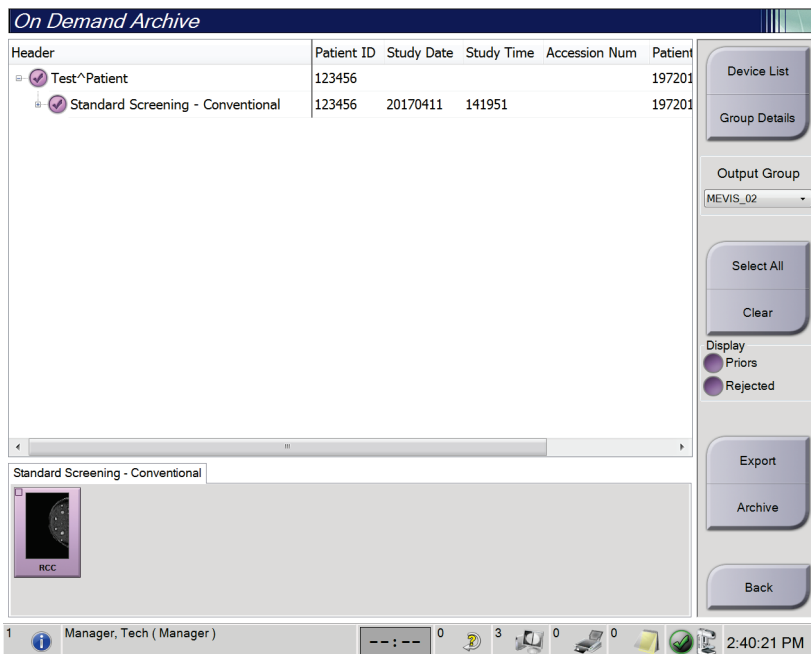 On Demand Archive
Header Patient ID Study Date Study Time Accession Num Patient
Test^Patient 123456 197201
Standard Screening - Conventional 123456 20170411 141951 197201
Device List
Group Details
Output Group
MEVIS_02
Select All
Clear
Display
Priors
Rejected
Export
Archive
Back
Standard Screening - Conventional
RCC
1 Manager, Tech ( Manager ) --:-- 0 3 0 0 2:40:21 PM